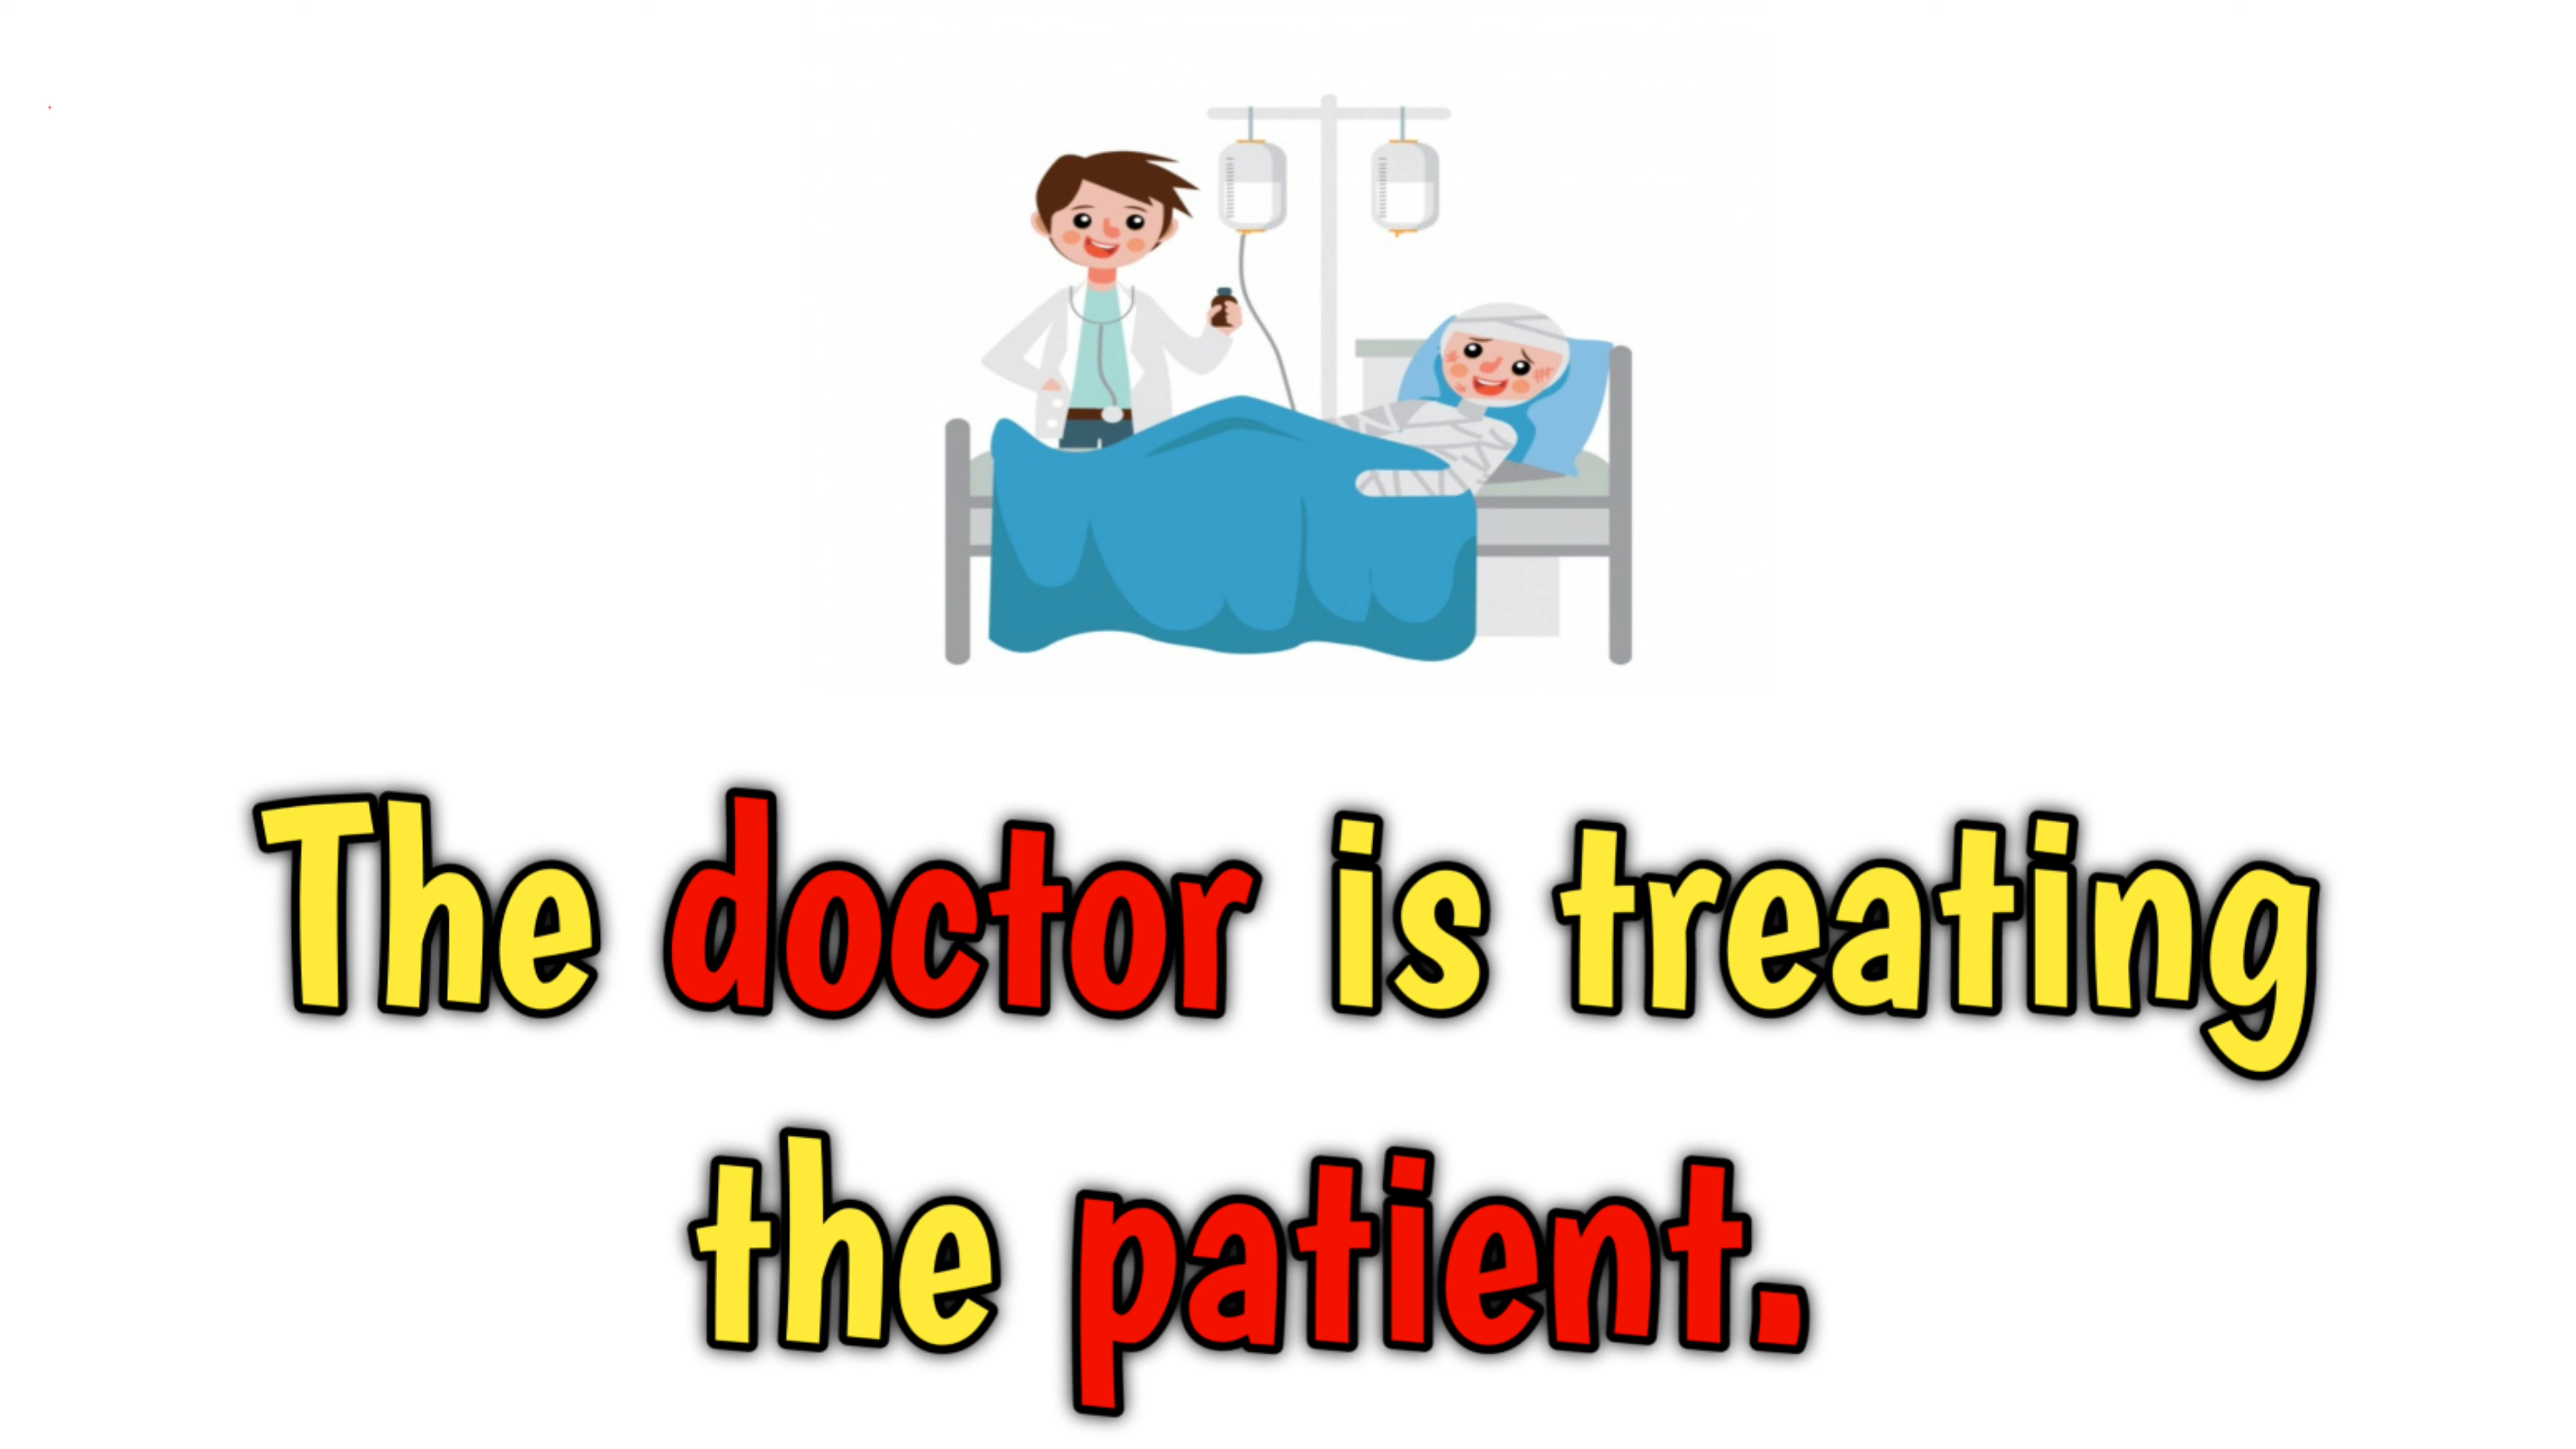 The doctor is treating
the patient.